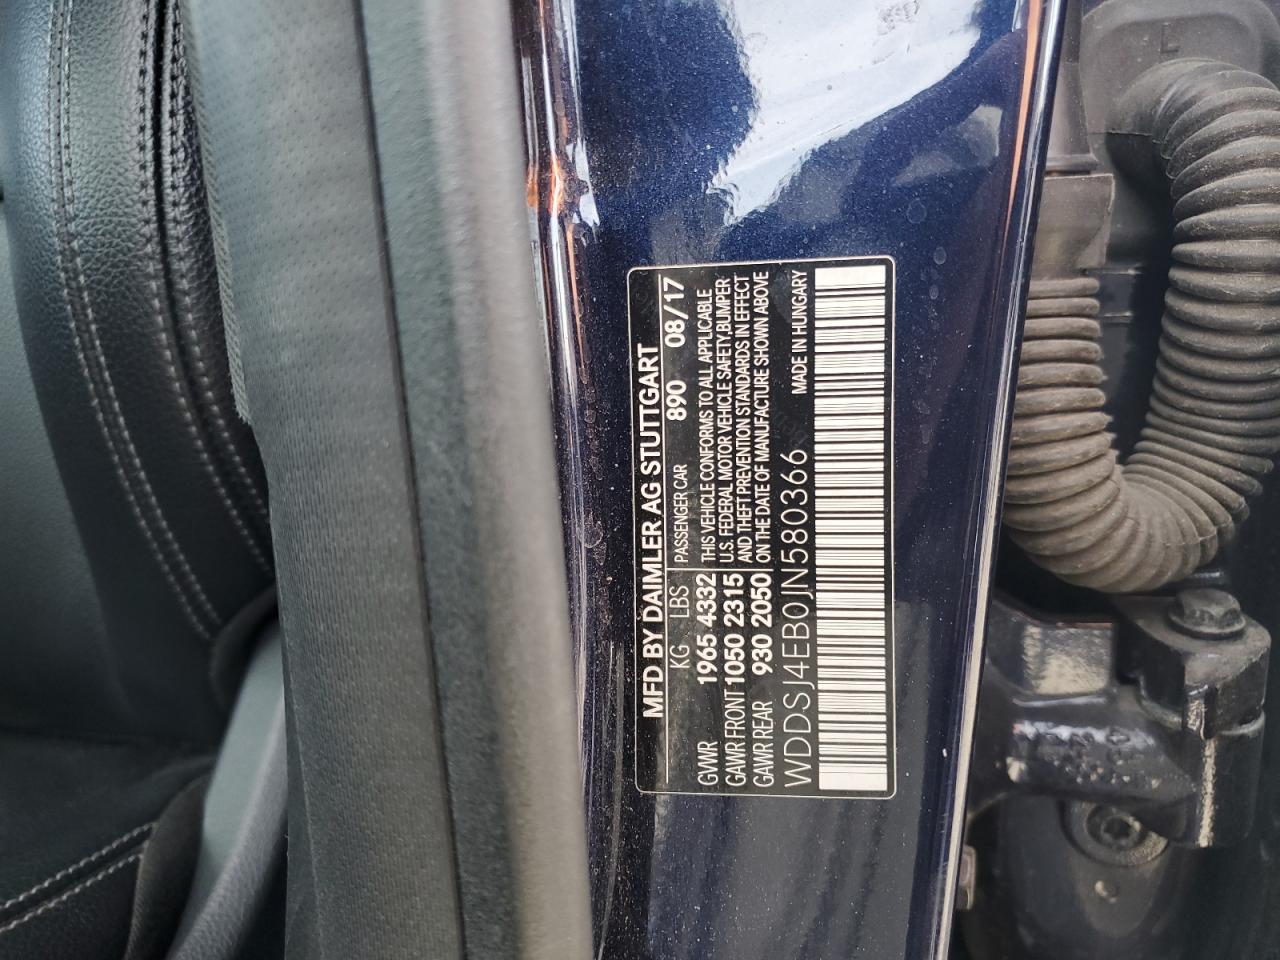 MFD BY DAIMLER AG STUTTGART
KG LBS PASSENGER CAR 890 08/17
GVWR 1965 4332 THIS VEHICLE CONFORMS TO ALL APPLICABLE
GAWR FRONT 1050 2315 U.S. FEDERAL MOTOR VEHICLE SAFETY,BUMPER
GAWR REAR 930 2050 AND THEFT PREVENTION STANDARDS IN EFFECT
ON THE DATE OF MANUFACTURE SHOWN ABOVE
WDDSJ4EB0JN580366 MADE IN HUNGARY
L